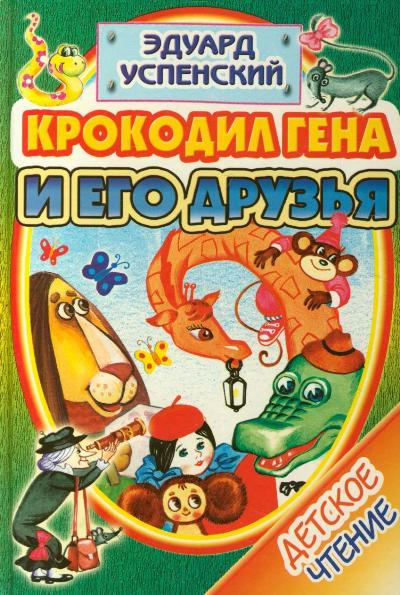 ЭДУАРД
УСПЕНСКИЙ
КРОКОДИЛ ГЕНА
И ЕГО ДРУЗЬЯ
ДЕТСКОЕ
ЧТЕНИЕ